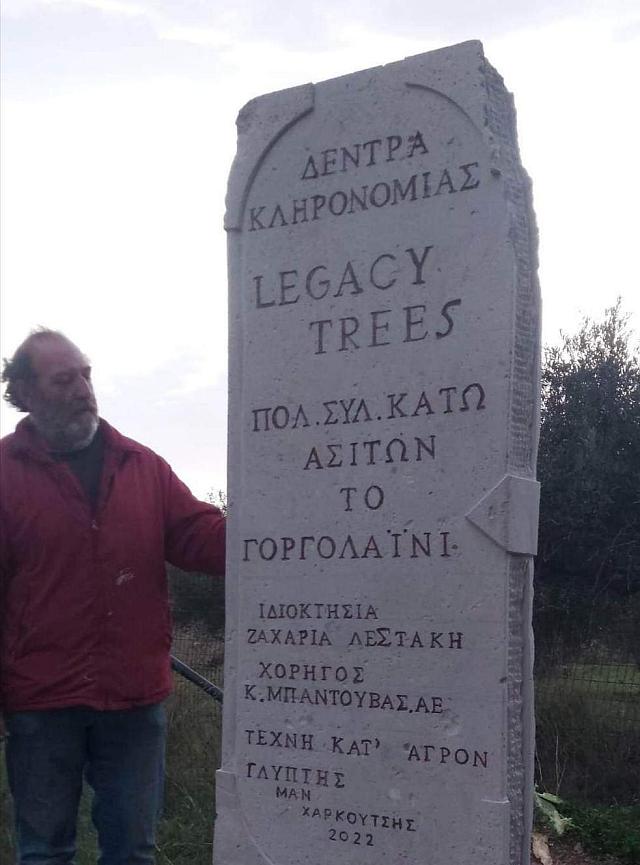 ΔΕΝΤΡΑ
ΚΛΗΡΟΝΟΜΙΑΣ
LEGACY
TREES
ΠΟΛ.ΣΥΛ.ΚΑΤΩ
ΑΣΙΤΩΝ
ΤΟ
ΓΟΡΓΟΛΑΪΝΙ.
ΙΔΙΟΚΤΗΣΙΑ
ΖΑΧΑΡΙΑ ΛΕΣΤΑΚΗ
ΧΟΡΗΓΟΣ
Κ.ΜΠΑΝΤΟΥΒΑΣ.ΑΕ
ΤΕΧΝΗ ΚΑΤ' ΑΓΡΟΝ
ΓΛΥΠΤΗΣ
ΜΑΝ
ΧΑΡΚΟΥΤΣΗΣ
2022